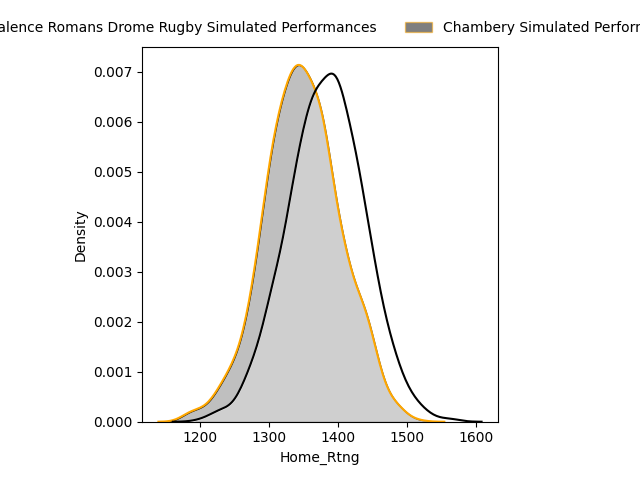 alence Romans Drome Rugby Simulated Performances Chambery Simulated Perfor
0.007
0.006
0.005
0.004
0.003
0.002
0.001
0.000
Density
1200 1300 1400 1500 1600
Home_Rtng